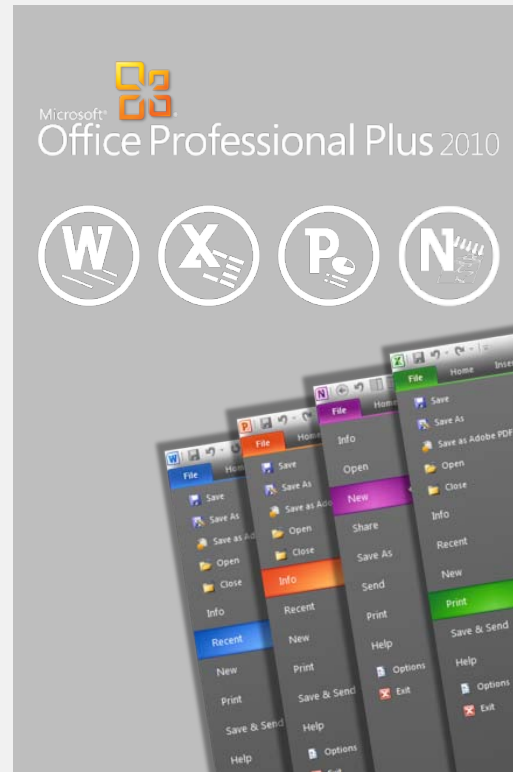 Microsoft®
Office Professional Plus 2010
W
X
P
N
W
File
Save
Save As
Open
Close
Info
Recent
New
Print
Save & Send
Help
P
File
Save
Save As
Open
Close
Info
Recent
New
Print
Save & Send
Help
Options
N
File
Info
Open
New
Share
Save As
Send
Print
Help
Options
Exit
X
File Home
Save
Save As
Save as Adobe PDF
Open
Close
Info
Recent
New
Print
Save & Send
Help
Options
Exit